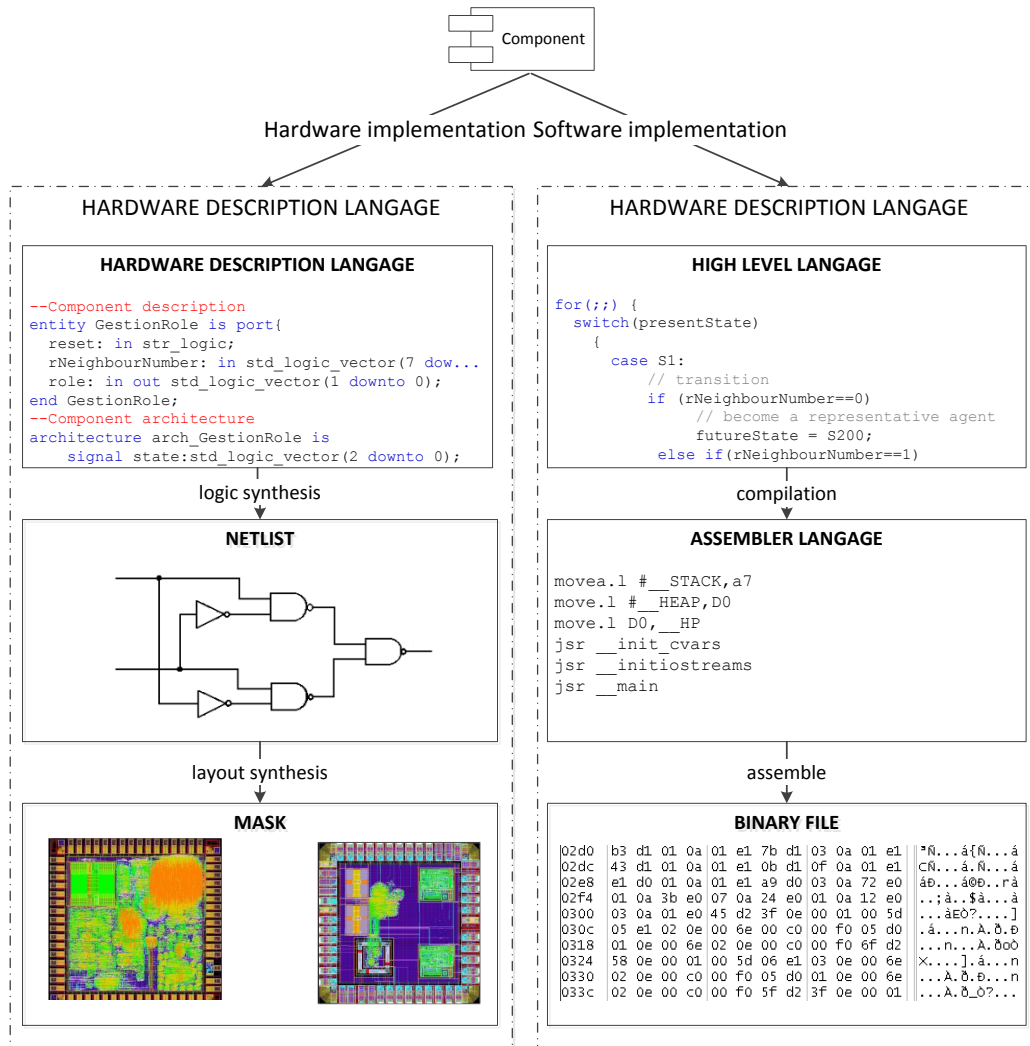 Component
Hardware implementation Software implementation
HARDWARE DESCRIPTION LANGAGE
HARDWARE DESCRIPTION LANGAGE
--Component description
entity GestionRole is port{
reset: in str_logic;
rNeighbourNumber: in std_logic_vector(7 dow...
role: in out std_logic_vector(1 downto 0);
end GestionRole;
--Component architecture
architecture arch_GestionRole is
signal state:std_logic_vector(2 downto 0);
logic synthesis
NETLIST
layout synthesis
MASK
HARDWARE DESCRIPTION LANGAGE
HIGH LEVEL LANGAGE
for(;;) {
switch(presentState)
{
case S1:
// transition
if (rNeighbourNumber==0)
// become a representative agent
futureState = S200;
else if(rNeighbourNumber==1)
compilation
ASSEMBLER LANGAGE
movea.l #__STACK,a7
move.l #__HEAP,D0
move.l D0,__HP
jsr __init_cvars
jsr __initiostreams
jsr __main
assemble
BINARY FILE
02d0 b3 d1 01 0a 01 e1 7b d1 03 0a 01 e1 ³Ñ...á{Ñ...á
02dc 43 d1 01 0a 01 e1 0b d1 0f 0a 01 e1 CÑ...á.Ñ...á
02e8 e1 d0 01 0a 01 e1 a9 d0 03 0a 72 e0 áÐ...á©Ð..rà
02f4 01 0a 3b e0 07 0a 24 e0 01 0a 12 e0 ..;à..$à...à
0300 03 0a 01 e0 45 d2 3f 0e 00 01 00 5d ...àEÒ?....]
030c 05 e1 02 0e 00 6e 00 c0 00 f0 05 d0 .á...n.À.ð.Ð
0318 01 0e 00 6e 02 0e 00 c0 00 f0 6f d2 ...n...À.ðoÒ
0324 58 0e 00 01 00 5d 06 e1 03 0e 00 6e X....].á...n
0330 02 0e 00 c0 00 f0 05 d0 01 0e 00 6e ...À.ð.Ð...n
033c 02 0e 00 c0 00 f0 5f d2 3f 0e 00 01 ...À.ð_Ò?...